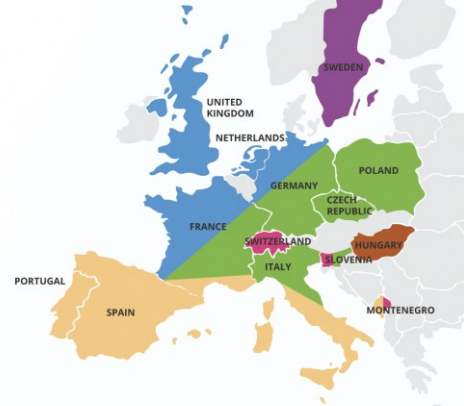 SWEDEN
UNITED
KINGDOM
NETHERLANDS
POLAND
GERMANY
CZECH
REPUBLIC
FRANCE
SWITZERLAND
HUNGARY
SLOVENIA
ITALY
PORTUGAL
SPAIN
MONTENEGRO